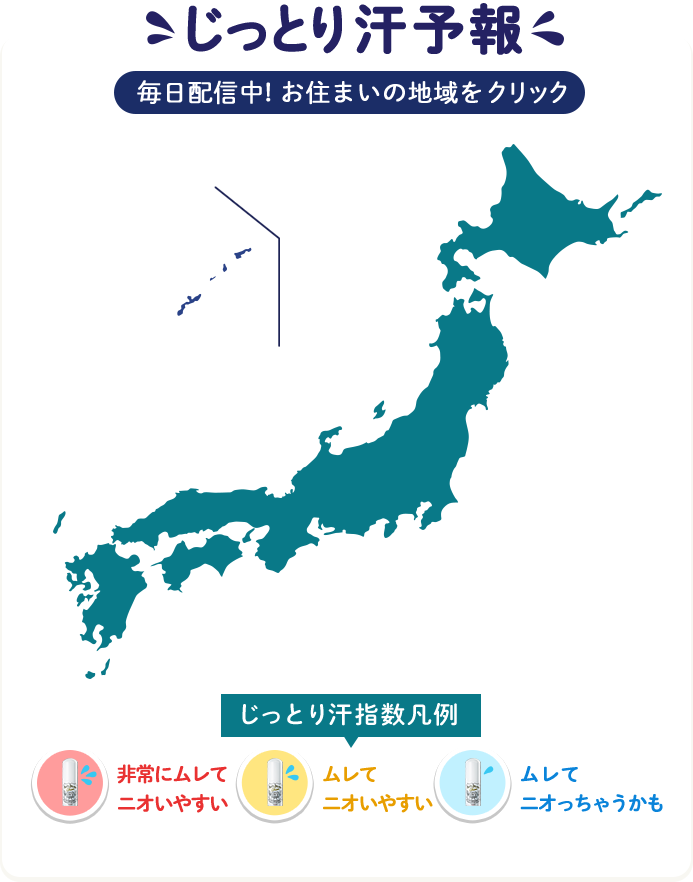 じっとり汗予報
毎日配信中! お住まいの地域をクリック
じっとり汗指数凡例
非常にムレて
ニオいやすい
ムレて
ニオいやすい
ムレて
ニオっちゃうかも